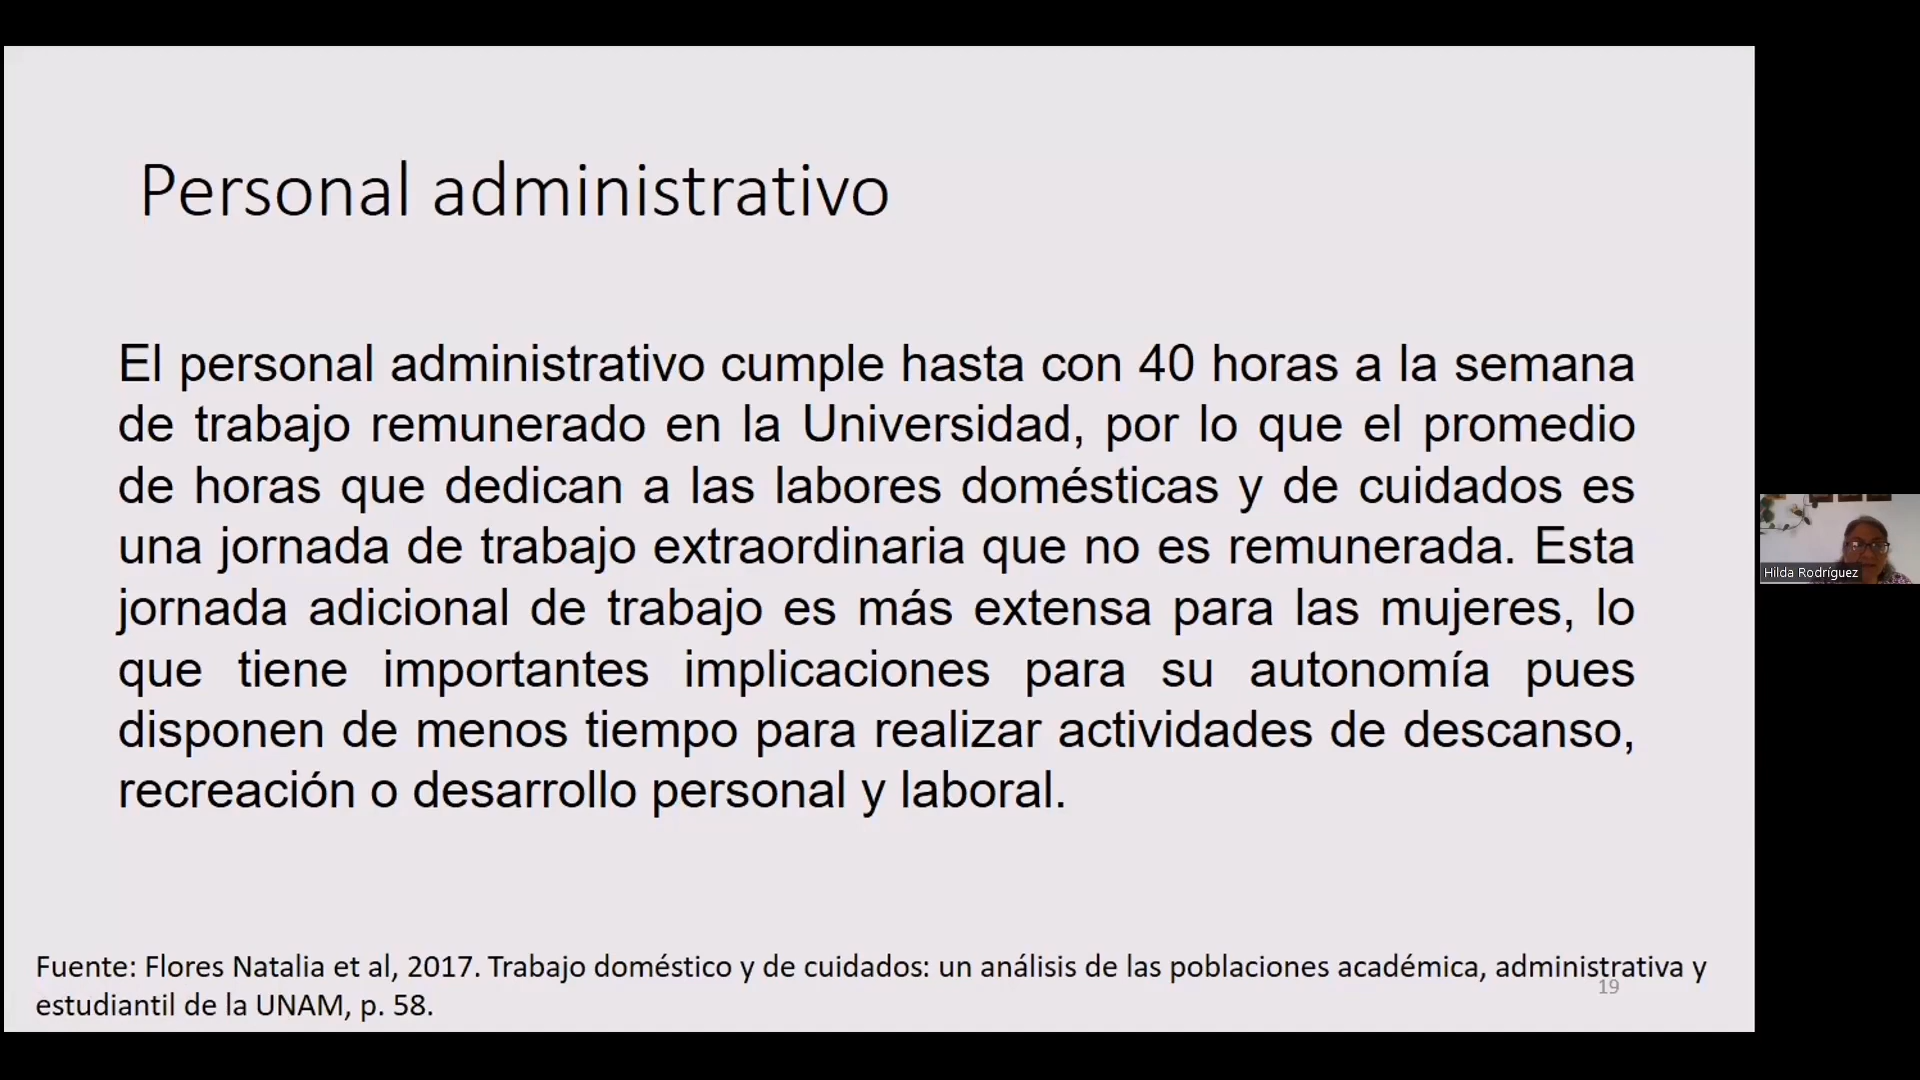 Personal administrativo
El personal administrativo cumple hasta con 40 horas a la semana
de trabajo remunerado en la Universidad, por lo que el promedio
de horas que dedican a las labores domésticas y de cuidados es
una jornada de trabajo extraordinaria que no es remunerada. Esta
jornada adicional de trabajo es más extensa para las mujeres, lo
que tiene importantes implicaciones para su autonomía pues
disponen de menos tiempo para realizar actividades de descanso,
recreación o desarrollo personal y laboral.
Fuente: Flores Natalia et al, 2017. Trabajo doméstico y de cuidados: un análisis de las poblaciones académica, administrativa y
estudiantil de la UNAM, p. 58.
19
Hilda Rodríguez